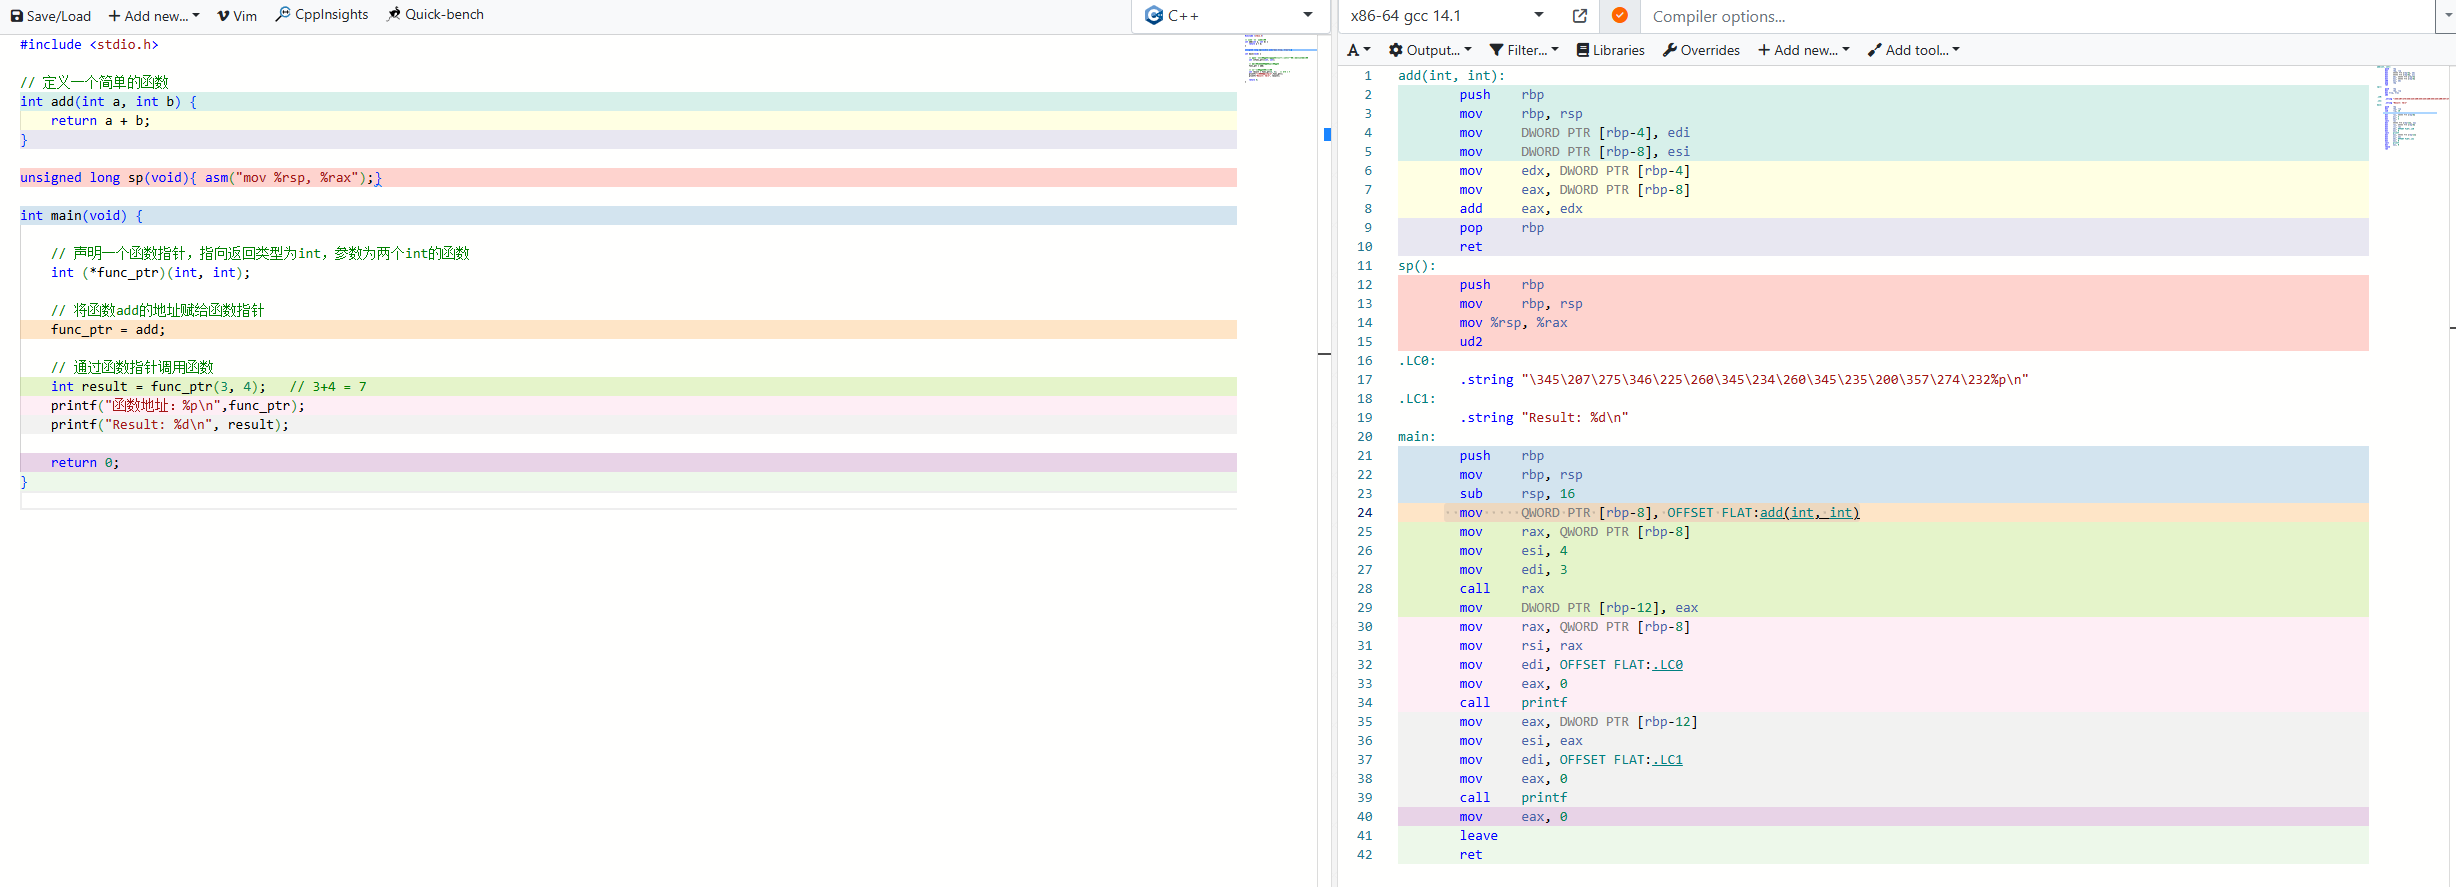 Save/Load Add new... Vim CppInsights Quick-bench
C++
#include <stdio.h>
// 定义一个简单的函数
int add(int a, int b) {
    return a + b;
}
unsigned long sp(void){ asm("mov %rsp, %rax");}
int main(void) {
    // 声明一个函数指针，指向返回类型为int，参数为两个int的函数
    int (*func_ptr)(int, int);
    // 将函数add的地址赋给函数指针
    func_ptr = add;
    // 通过函数指针调用函数
    int result = func_ptr(3, 4);   // 3+4 = 7
    printf("函数地址：%p\n",func_ptr);
    printf("Result: %d\n", result);
    return 0;
}
x86-64 gcc 14.1 Compiler options...
A Output... Filter... Libraries Overrides Add new... Add tool...
1 add(int, int):
2 push rbp
3 mov rbp, rsp
4 mov DWORD PTR [rbp-4], edi
5 mov DWORD PTR [rbp-8], esi
6 mov edx, DWORD PTR [rbp-4]
7 mov eax, DWORD PTR [rbp-8]
8 add eax, edx
9 pop rbp
10 ret
11 sp():
12 push rbp
13 mov rbp, rsp
14 mov %rsp, %rax
15 ud2
16 .LC0:
17 .string "\345\207\275\346\225\260\345\234\260\345\235\200\357\274\232%p\n"
18 .LC1:
19 .string "Result: %d\n"
20 main:
21 push rbp
22 mov rbp, rsp
23 sub rsp, 16
24 mov QWORD PTR [rbp-8], OFFSET FLAT:add(int, int)
25 mov rax, QWORD PTR [rbp-8]
26 mov esi, 4
27 mov edi, 3
28 call rax
29 mov DWORD PTR [rbp-12], eax
30 mov rax, QWORD PTR [rbp-8]
31 mov rsi, rax
32 mov edi, OFFSET FLAT:.LC0
33 mov eax, 0
34 call printf
35 mov eax, DWORD PTR [rbp-12]
36 mov esi, eax
37 mov edi, OFFSET FLAT:.LC1
38 mov eax, 0
39 call printf
40 mov eax, 0
41 leave
42 ret